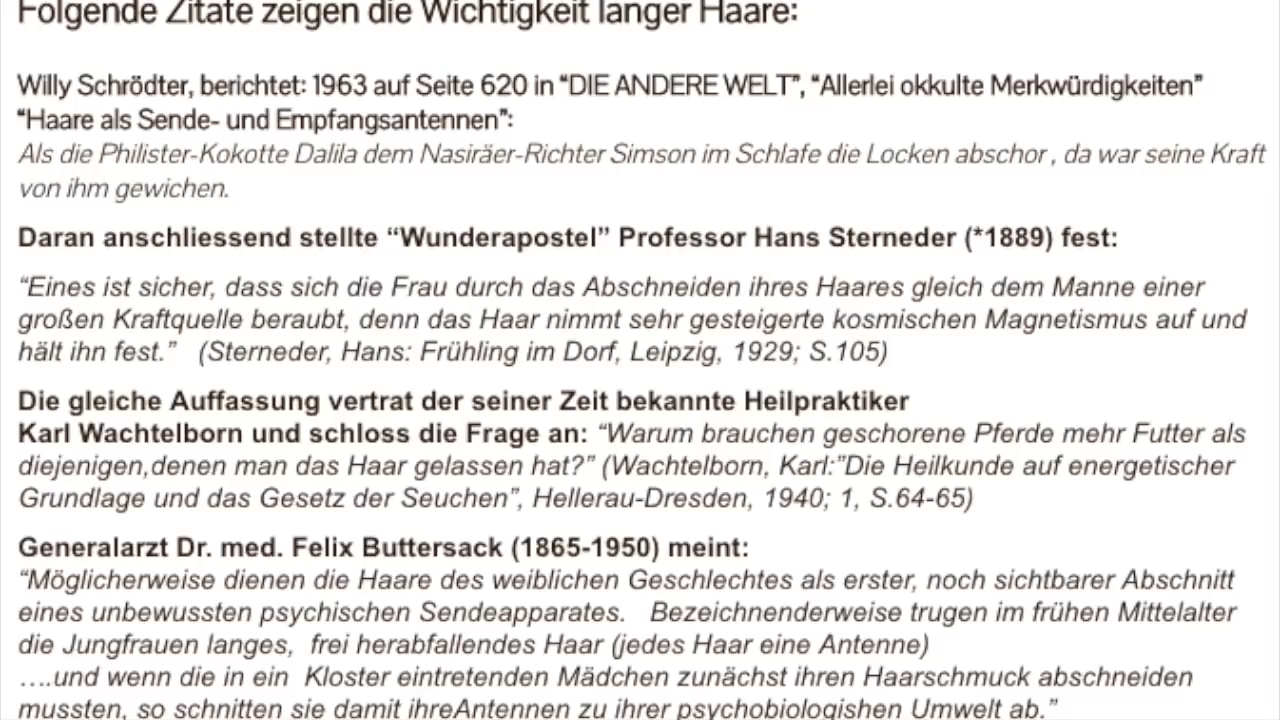 Folgende Zitate zeigen die Wichtigkeit langer Haare:
Willy Schrödter, berichtet: 1963 auf Seite 620 in “DIE ANDERE WELT”, “Allerlei okkulte Merkwürdigkeiten”
“Haare als Sende- und Empfangsantennen”:
Als die Philister-Kokotte Dalila dem Nasiräer-Richter Simson im Schlafe die Locken abschor , da war seine Kraft
von ihm gewichen.
Daran anschliessend stellte “Wunderapostel” Professor Hans Sterneder (*1889) fest:
“Eines ist sicher, dass sich die Frau durch das Abschneiden ihres Haares gleich dem Manne einer
großen Kraftquelle beraubt, denn das Haar nimmt sehr gesteigerte kosmischen Magnetismus auf und
hält ihn fest.”   (Sterneder, Hans: Frühling im Dorf, Leipzig, 1929; S.105)
Die gleiche Auffassung vertrat der seiner Zeit bekannte Heilpraktiker
Karl Wachtelborn und schloss die Frage an: “Warum brauchen geschorene Pferde mehr Futter als
diejenigen,denen man das Haar gelassen hat?” (Wachtelborn, Karl:”Die Heilkunde auf energetischer
Grundlage und das Gesetz der Seuchen”, Hellerau-Dresden, 1940; 1, S.64-65)
Generalarzt Dr. med. Felix Buttersack (1865-1950) meint:
“Möglicherweise dienen die Haare des weiblichen Geschlechtes als erster, noch sichtbarer Abschnitt
eines unbewussten psychischen Sendeapparates.   Bezeichnenderweise trugen im frühen Mittelalter
die Jungfrauen langes,  frei herabfallendes Haar (jedes Haar eine Antenne)
….und wenn die in ein  Kloster eintretenden Mädchen zunächst ihren Haarschmuck abschneiden
mussten, so schnitten sie damit ihreAntennen zu ihrer psychobiologishen Umwelt ab.”